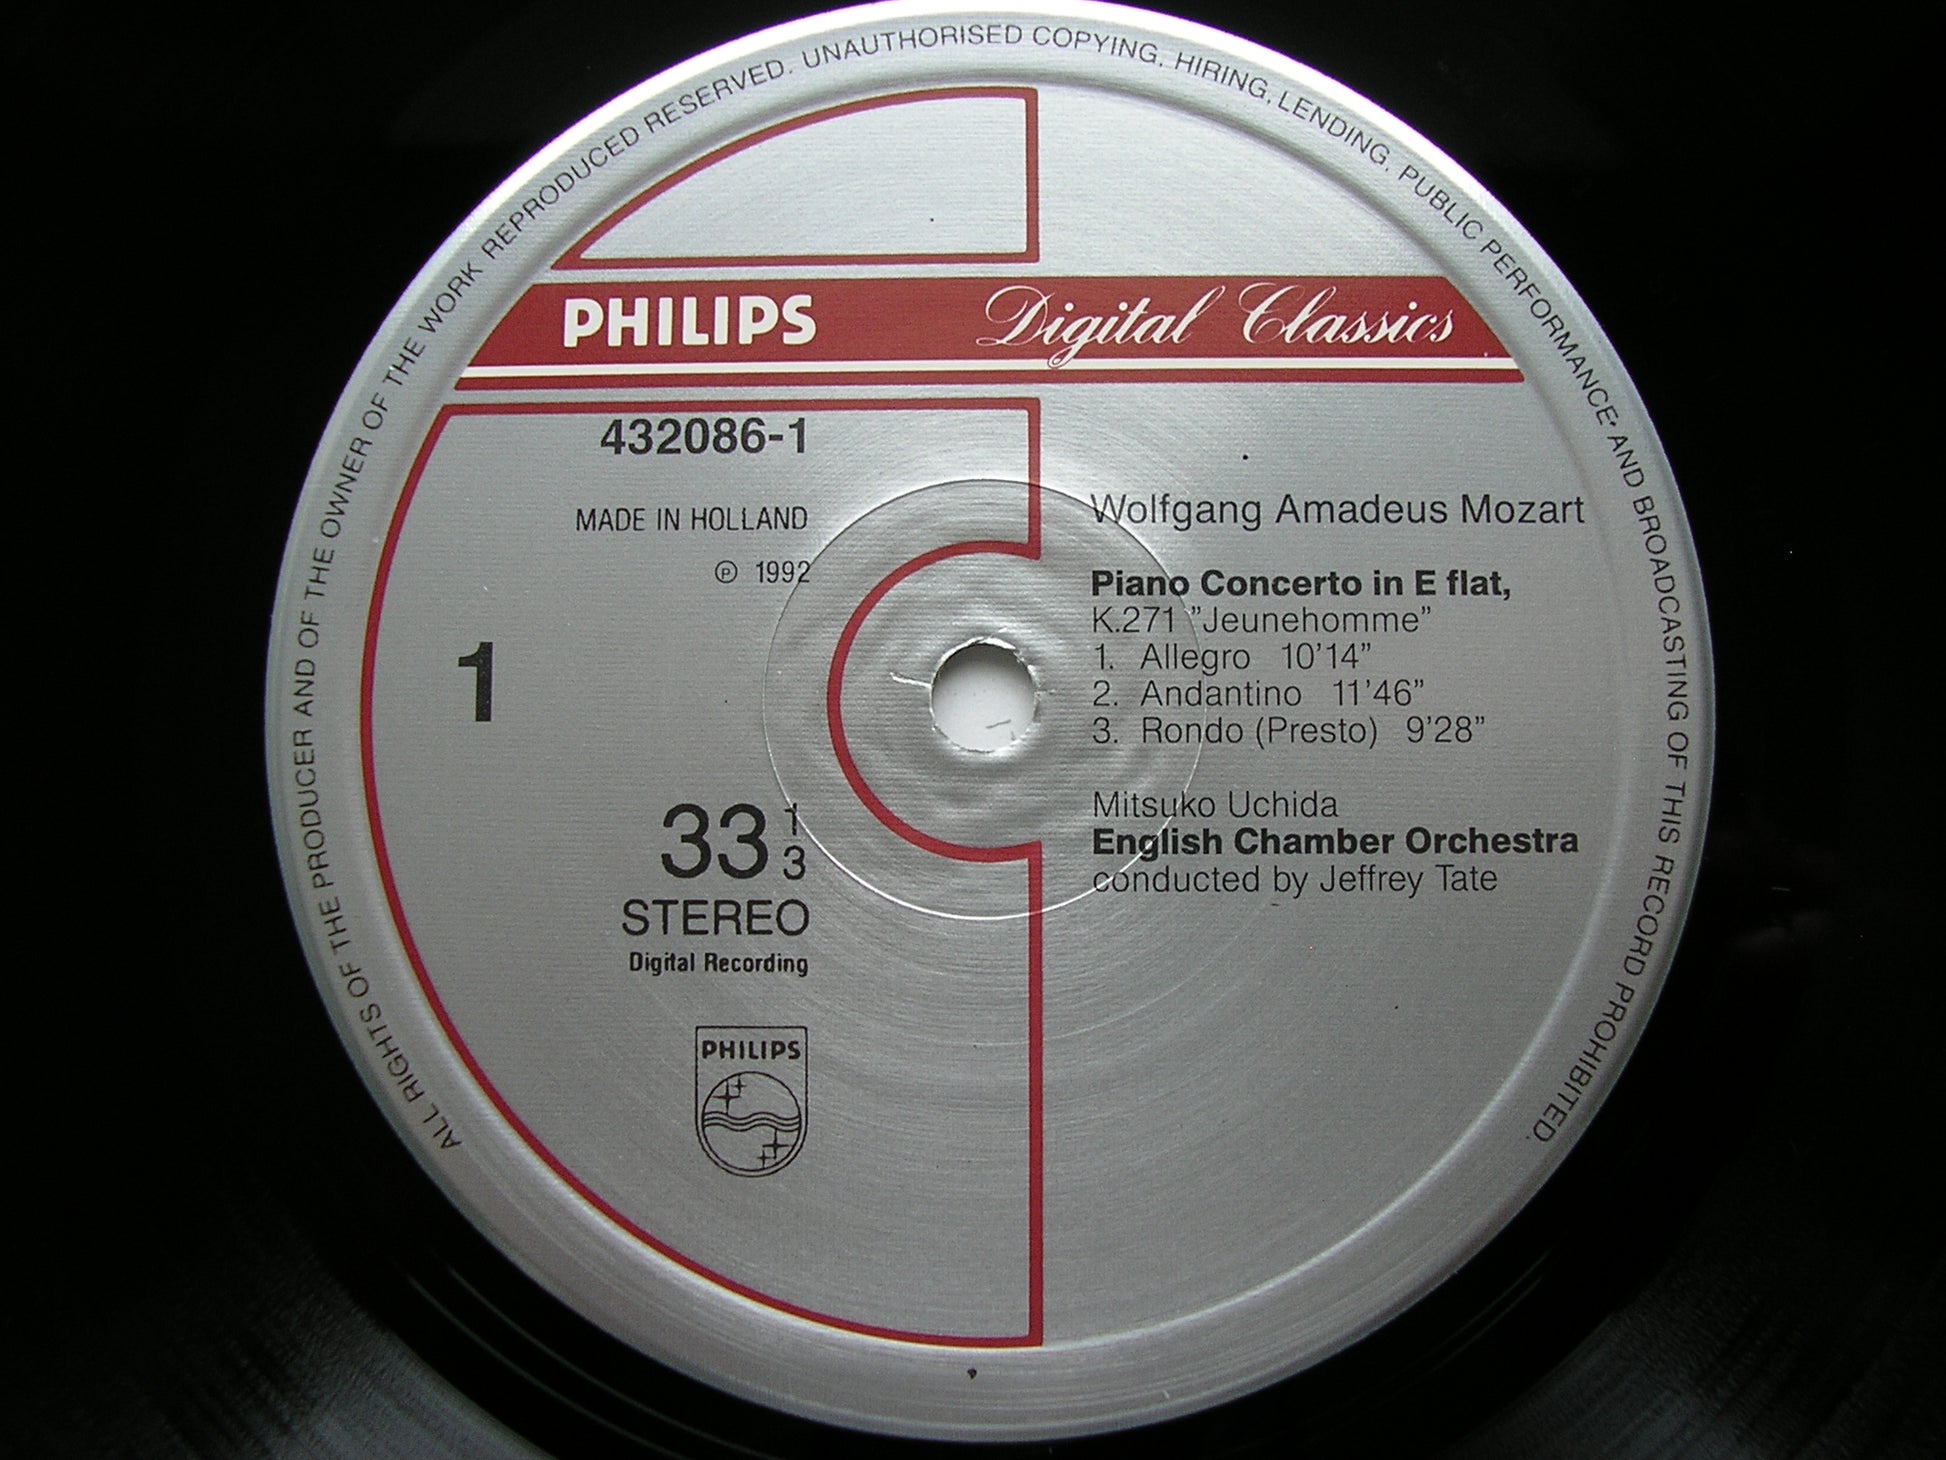 ALL RIGHTS OF THE PRODUCER AND OF THE OWNER OF THE WORK REPRODUCED RESERVED. UNAUTHORISED COPYING, HIRING, LENDING, PUBLIC PERFORMANCE AND BROADCASTING OF THIS RECORD PROHIBITED.
PHILIPS Digital Classics
432086-1
MADE IN HOLLAND
℗ 1992
1
33 1/3
STEREO
Digital Recording
PHILIPS
Wolfgang Amadeus Mozart
Piano Concerto in E flat,
K.271 "Jeunehomme"
1. Allegro 10'14"
2. Andantino 11'46"
3. Rondo (Presto) 9'28"
Mitsuko Uchida
English Chamber Orchestra
conducted by Jeffrey Tate